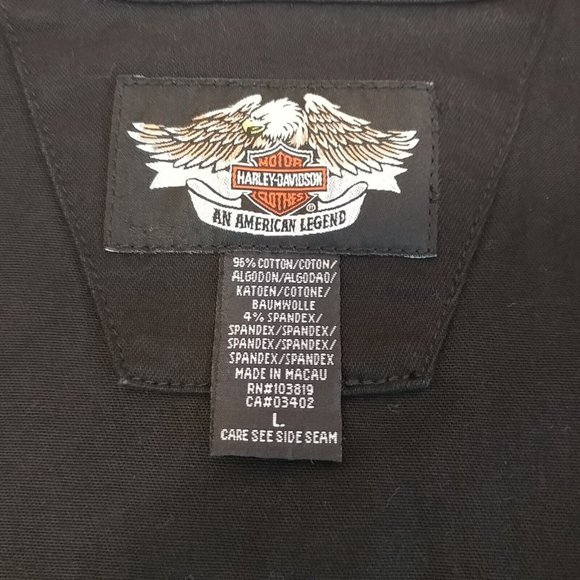 MOTOR
HARLEY-DAVIDSON
CLOTHES
®
AN AMERICAN LEGEND
96% COTTON/COTON/
ALGODON/ALGODAO/
KATOEN/COTONE/
BAUMWOLLE
4% SPANDEX/
SPANDEX/SPANDEX/
SPANDEX/SPANDEX/
SPANDEX/SPANDEX
MADE IN MACAU
RN#103819
CA#03402
L
CARE SEE SIDE SEAM